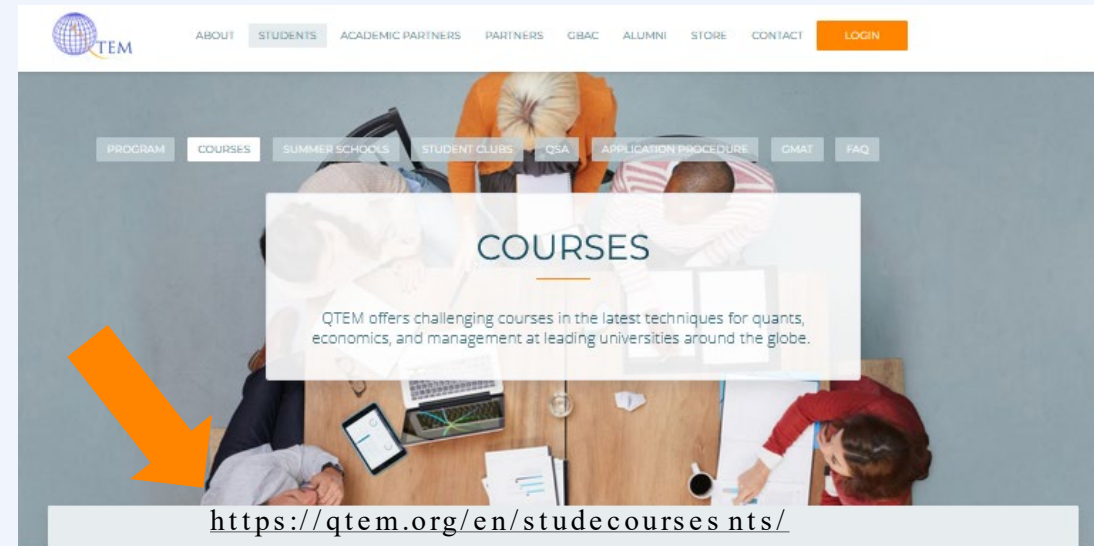 QTEM
ABOUT STUDENTS ACADEMIC PARTNERS PARTNERS GBAC ALUMNI STORE CONTACT LOGIN
PROGRAM COURSES SUMMER SCHOOLS STUDENT CLUBS QSA APPLICATION PROCEDURE GMAT FAQ
COURSES
QTEM offers challenging courses in the latest techniques for quants,
economics, and management at leading universities around the globe.
https://qtem.org/en/studecourses nts/